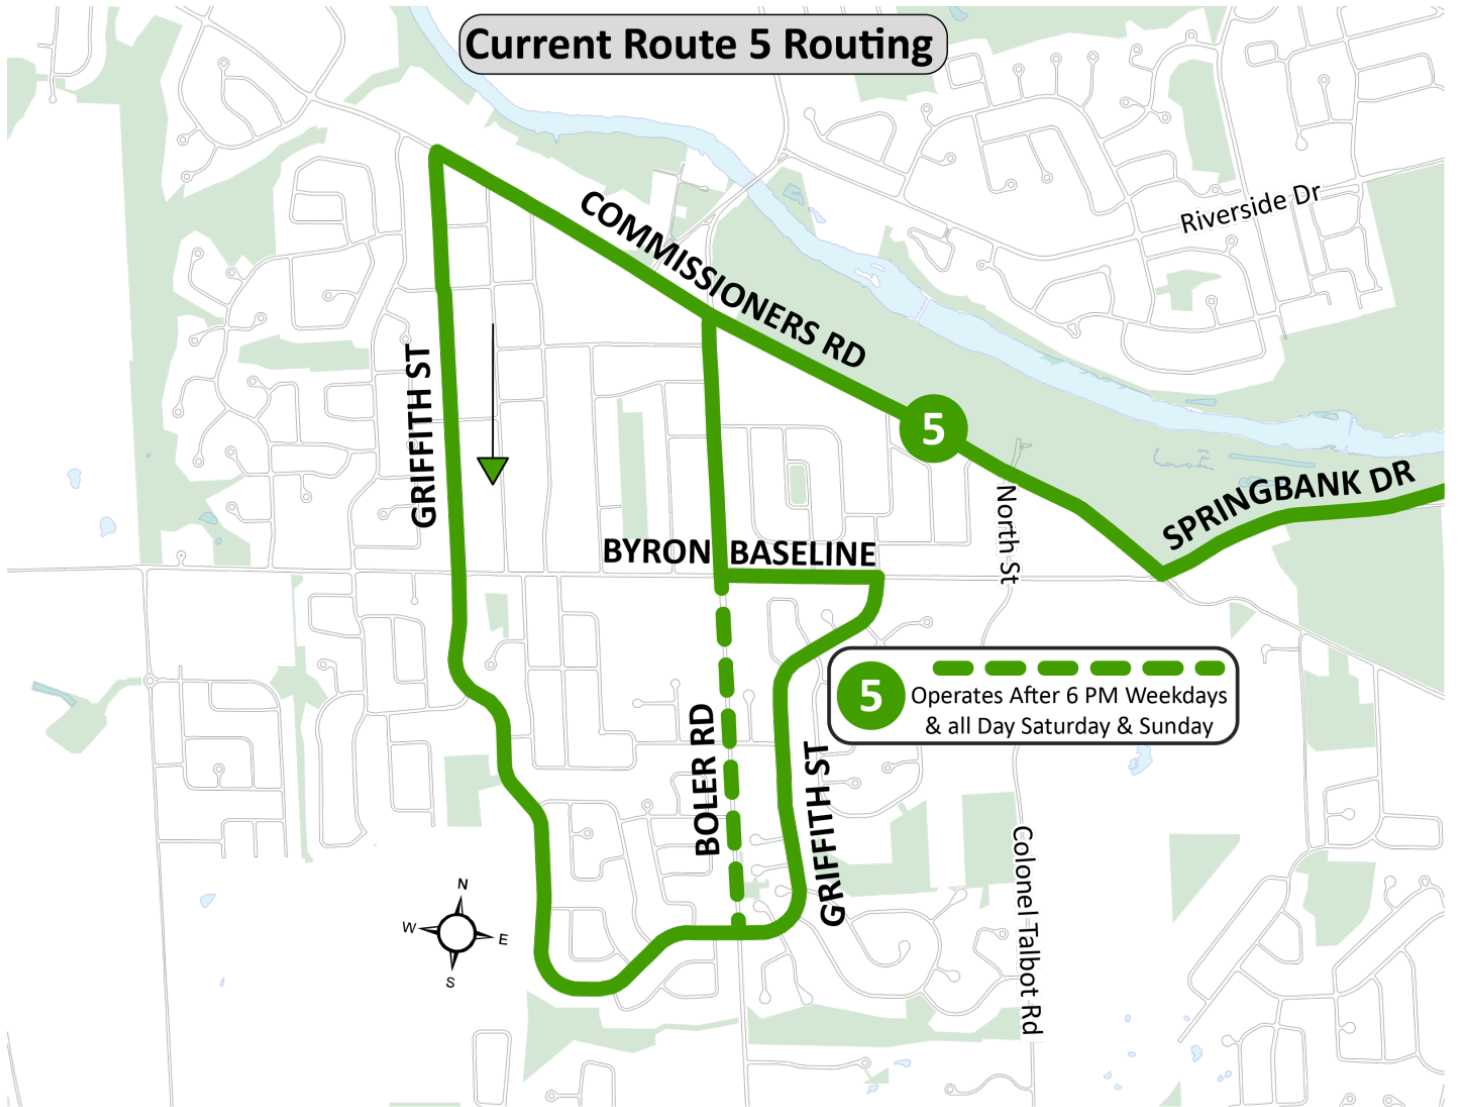 Current Route 5 Routing
COMMISSIONERS RD
Riverside Dr
GRIFFITH ST
5
SPRINGBANK DR
North St
BYRON BASELINE
5
Operates After 6 PM Weekdays
& all Day Saturday & Sunday
BOLER RD
GRIFFITH ST
Colonel Talbot Rd
N
W
E
S